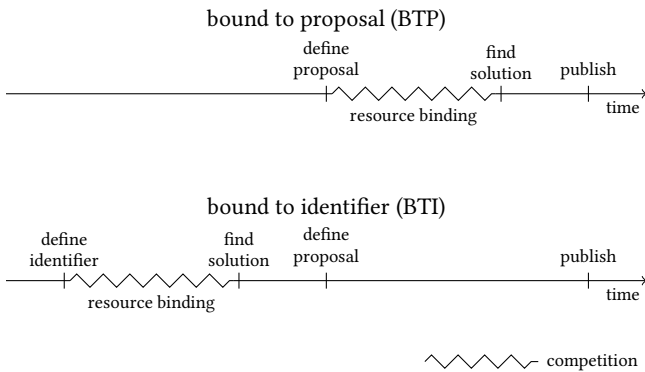 bound to proposal (BTP)
define
proposal
find
solution
publish
resource binding
time
bound to identifier (BTI)
define
identifier
find
solution
define
proposal
publish
resource binding
time
competition